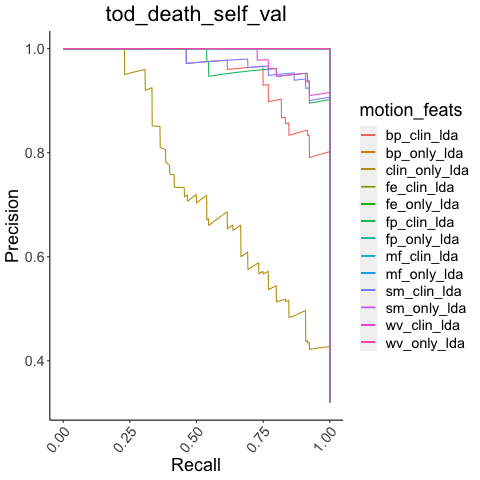 tod_death_self_val
1.0
0.8
0.6
0.4
Precision
0.00
0.25
0.50
0.75
1.00
Recall
motion_feats
bp_clin_lda
bp_only_lda
clin_only_lda
fe_clin_lda
fe_only_lda
fp_clin_lda
fp_only_lda
mf_clin_lda
mf_only_lda
sm_clin_lda
sm_only_lda
wv_clin_lda
wv_only_lda